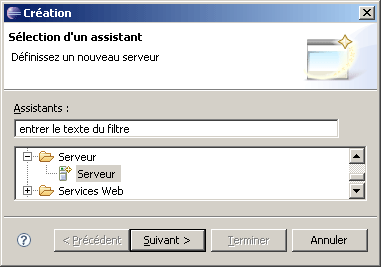 Création
Sélection d'un assistant
Définissez un nouveau serveur
Assistants :
entrer le texte du filtre
Serveur
Serveur
Services Web
? < Précédent Suivant > Terminer Annuler